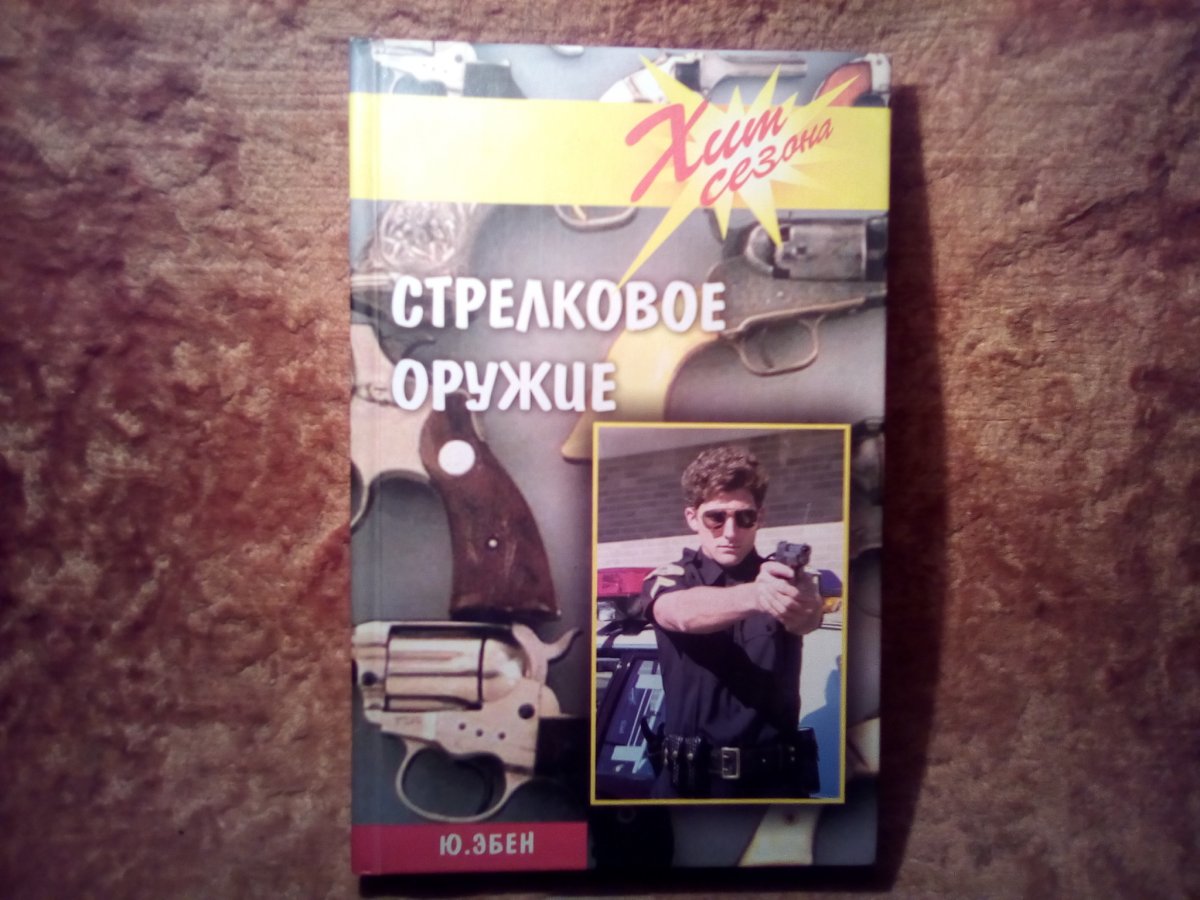 Хит
сезона
СТРЕЛКОВОЕ
ОРУЖИЕ
Ю.ЭБЕН